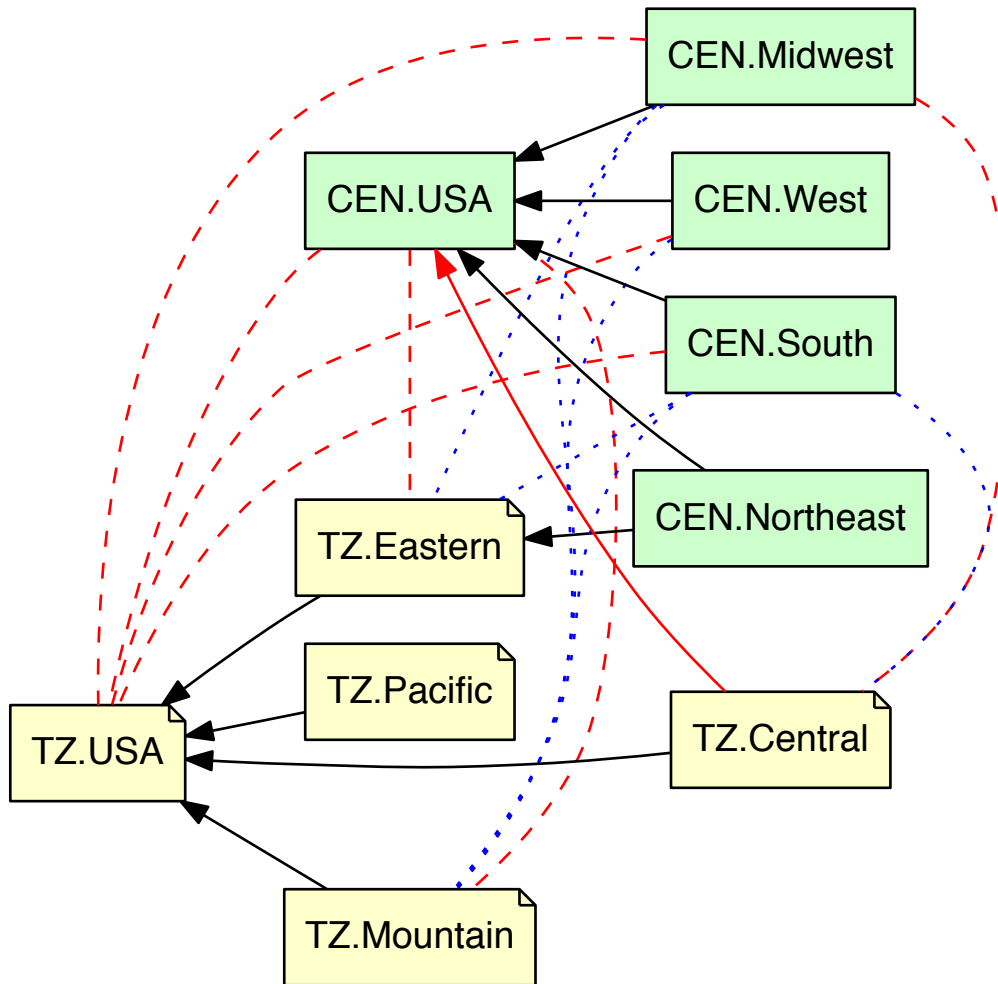 CEN.Midwest
CEN.USA
CEN.West
CEN.South
CEN.Northeast
TZ.Eastern
TZ.Pacific
TZ.USA
TZ.Central
TZ.Mountain